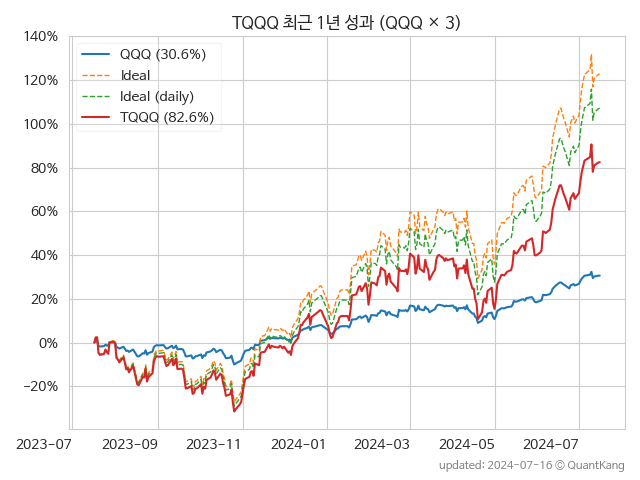 TQQQ 최근 1년 성과 (QQQ × 3)
140%
120%
100%
80%
60%
40%
20%
0%
−20%
QQQ (30.6%)
Ideal
Ideal (daily)
TQQQ (82.6%)
2023-07 2023-09 2023-11 2024-01 2024-03 2024-05 2024-07
updated: 2024-07-16 © QuantKang